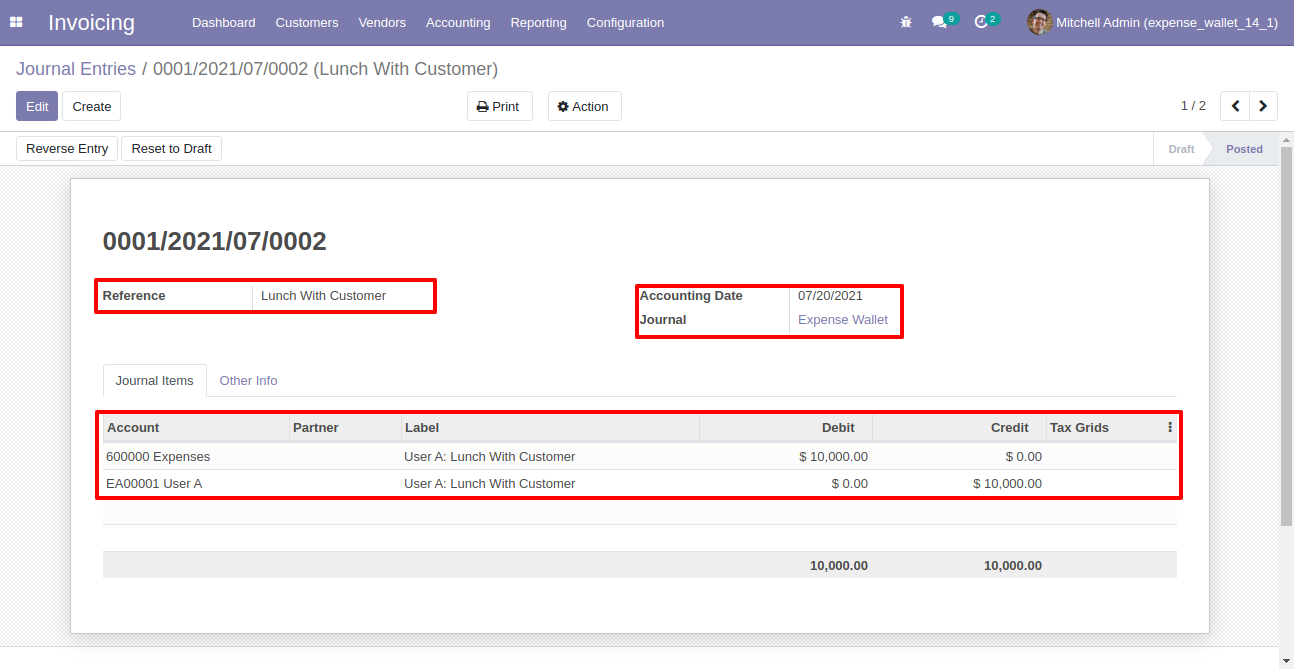 Invoicing Dashboard Customers Vendors Accounting Reporting Configuration 9 2 Mitchell Admin (expense_wallet_14_1)
Journal Entries / 0001/2021/07/0002 (Lunch With Customer)
Edit Create Print Action 1 / 2
Reverse Entry Reset to Draft Draft Posted
0001/2021/07/0002
Reference Lunch With Customer Accounting Date 07/20/2021
Journal Expense Wallet
Journal Items Other Info
Account Partner Label Debit Credit Tax Grids
600000 Expenses User A: Lunch With Customer $ 10,000.00 $ 0.00
EA00001 User A User A: Lunch With Customer $ 0.00 $ 10,000.00
10,000.00 10,000.00